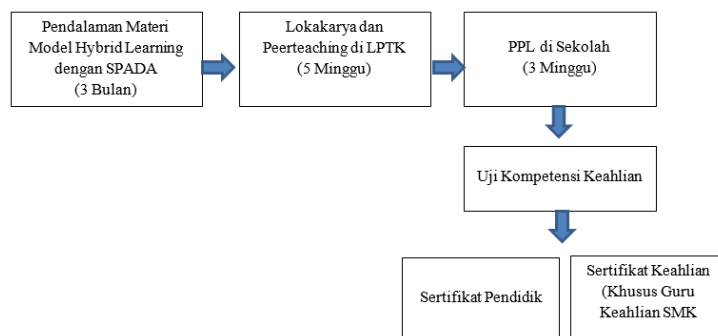 Pendalaman Materi
Model Hybrid Learning
dengan SPADA
(3 Bulan)
Lokakarya dan
Peerteaching di LPTK
(5 Minggu)
PPL di Sekolah
(3 Minggu)
Uji Kompetensi Keahlian
Sertifikat Pendidik
Sertifikat Keahlian
(Khusus Guru
Keahlian SMK